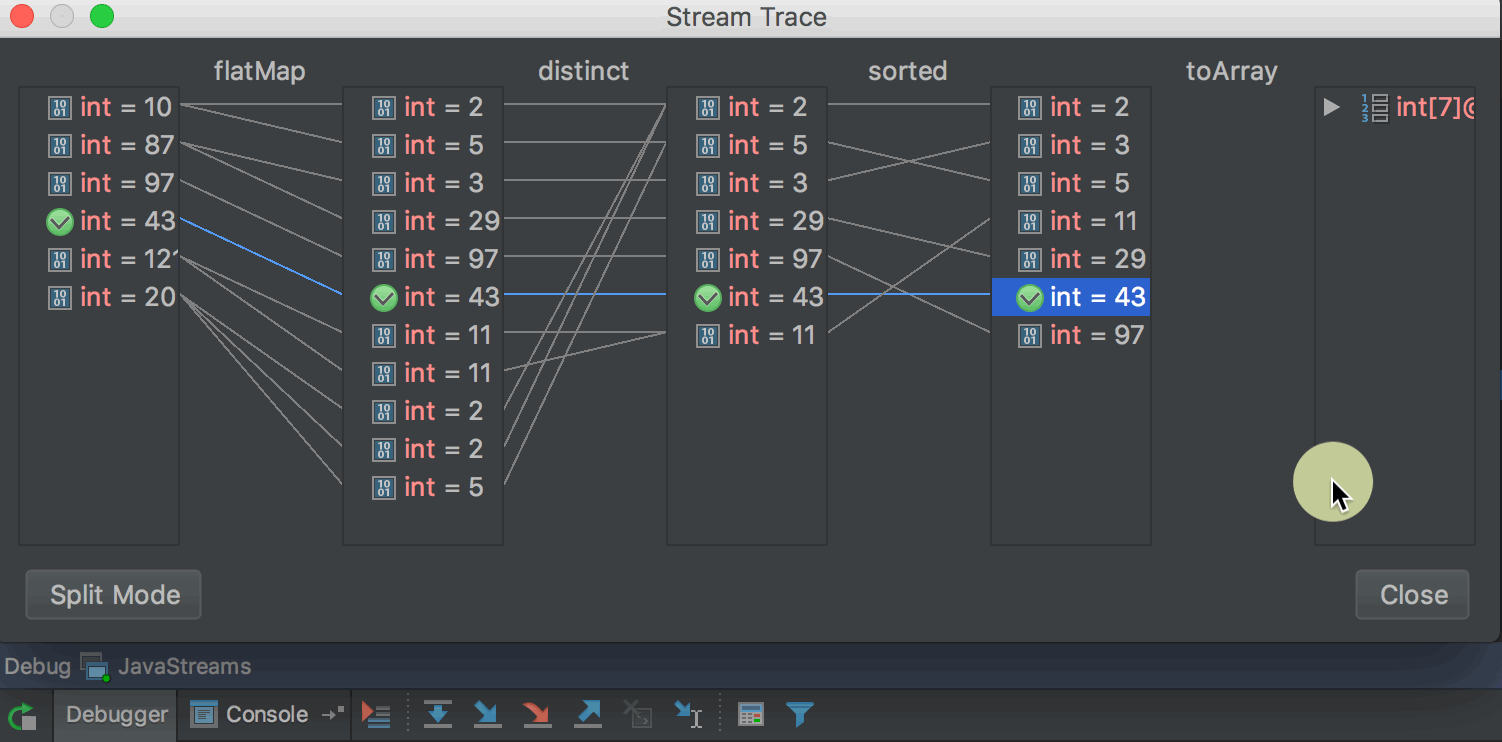 Stream Trace
flatMap distinct sorted toArray
int = 10 int = 2 int = 2 int = 2 int[7]@
int = 87 int = 5 int = 5 int = 3
int = 97 int = 3 int = 3 int = 5
int = 43 int = 29 int = 29 int = 11
int = 12 int = 97 int = 97 int = 29
int = 20 int = 43 int = 43 int = 43
int = 11 int = 11 int = 97
int = 11
int = 2
int = 2
int = 5
Split Mode Close
Debug JavaStreams
Debugger Console